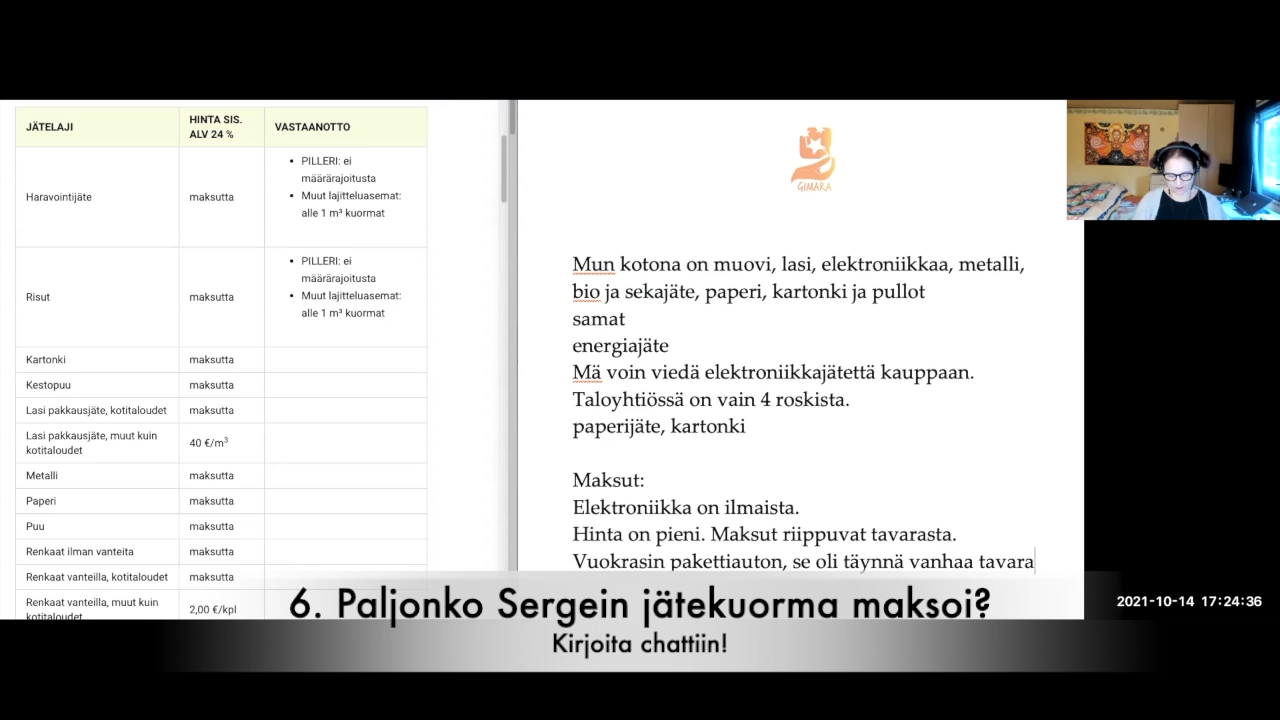 JÄTELAJI
HINTA SIS.
ALV 24 %
VASTAANOTTO
Haravointijäte
maksutta
• PILLERI: ei
määrärajoitusta
• Muut lajitteluasemat:
alle 1 m³ kuormat
Risut
maksutta
• PILLERI: ei
määrärajoitusta
• Muut lajitteluasemat:
alle 1 m³ kuormat
Kartonki maksutta
Kestopuu maksutta
Lasi pakkausjäte, kotitaloudet maksutta
Lasi pakkausjäte, muut kuin
kotitaloudet
40 €/m³
Metalli maksutta
Paperi maksutta
Puu maksutta
Renkaat ilman vanteita maksutta
Renkaat vanteilla, kotitaloudet maksutta
Renkaat vanteilla, muut kuin
kotitaloudet
2,00 €/kpl
GIMARA
Mun kotona on muovi, lasi, elektroniikkaa, metalli,
bio ja sekajäte, paperi, kartonki ja pullot
samat
energiajäte
Mä voin viedä elektroniikkajätettä kauppaan.
Taloyhtiössä on vain 4 roskista.
paperijäte, kartonki
Maksut:
Elektroniikka on ilmaista.
Hinta on pieni. Maksut riippuvat tavarasta.
Vuokrasin pakettiauton, se oli täynnä vanhaa tavara
6. Paljonko Sergein jätekuorma maksoi?
Kirjoita chattiin!
2021-10-14 17:24:36